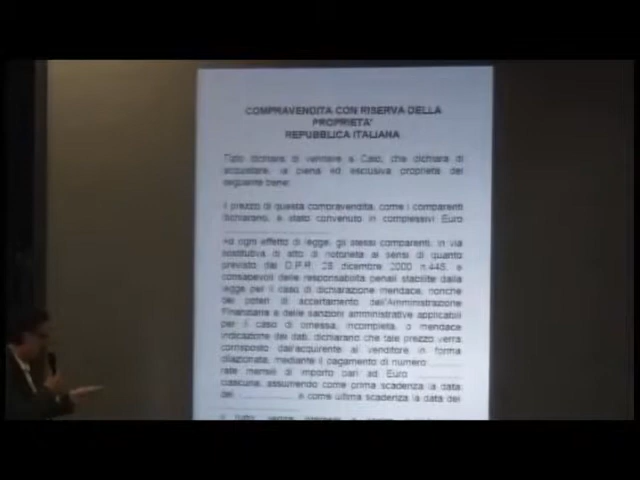 COMPRAVENDITA CON RISERVA DELLA
PROPRIETA'
REPUBBLICA ITALIANA
Tizio dichiara di vendere a Caio, che dichiara di
acquistare, la piena ed esclusiva proprietà del
seguente bene:
Il prezzo di questa compravendita, come i comparenti
dichiarano, è stato convenuto in complessivi Euro
Ad ogni effetto di legge, gli stessi comparenti, in via
sostitutiva di atto di notorietà ai sensi di quanto
previsto dal D.P.R. 28 dicembre 2000 n.445, e
consapevoli delle responsabilità penali stabilite dalla
legge per il caso di dichiarazione mendace, nonché
dei poteri di accertamento dell'Amministrazione
Finanziaria e delle sanzioni amministrative applicabili
per il caso di omessa, incompleta, o mendace
indicazione dei dati, dichiarano che tale prezzo verrà
corrisposto dall'acquirente al venditore in forma
dilazionata, mediante il pagamento di numero
rate mensili di importo pari ad Euro
ciascuna, assumendo come prima scadenza la data
del e come ultima scadenza la data del